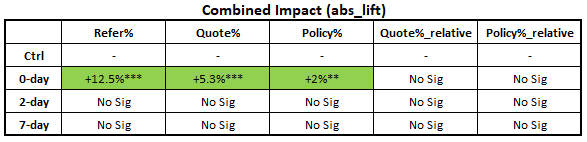 Combined Impact (abs_lift)
Refer% Quote% Policy% Quote%_relative Policy%_relative
Ctrl - - - - -
0-day +12.5%*** +5.3%*** +2%** No Sig No Sig
2-day No Sig No Sig No Sig No Sig No Sig
7-day No Sig No Sig No Sig No Sig No Sig